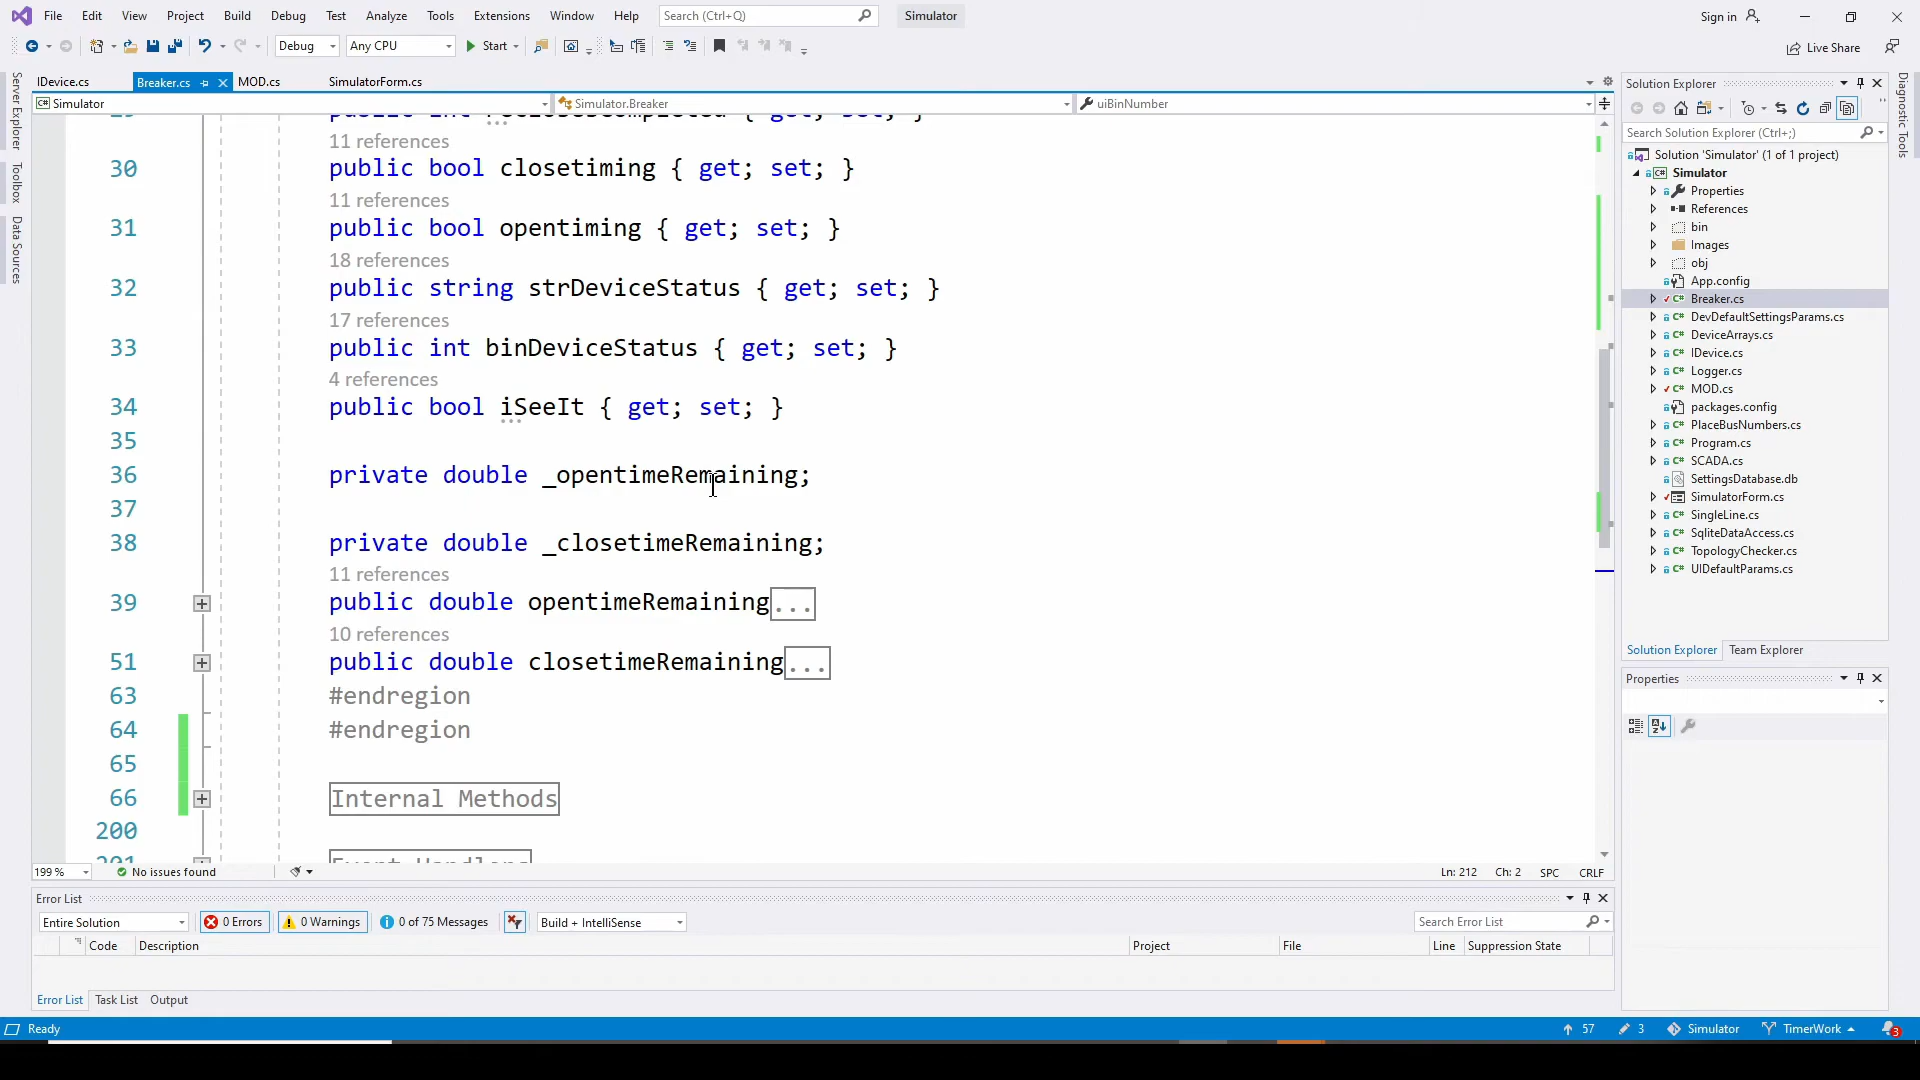 File Edit View Project Build Debug Test Analyze Tools Extensions Window Help Search (Ctrl+Q) Simulator Sign in
Debug Any CPU Start Live Share
IDevice.cs Breaker.cs MOD.cs SimulatorForm.cs
Simulator Simulator.Breaker uiBinNumber
11 references
30 public bool closetiming { get; set; }
11 references
31 public bool opentiming { get; set; }
18 references
32 public string strDeviceStatus { get; set; }
17 references
33 public int binDeviceStatus { get; set; }
4 references
34 public bool iSeeIt { get; set; }
35
36 private double _opentimeRemaining;
37
38 private double _closetimeRemaining;
11 references
39 public double opentimeRemaining...
10 references
51 public double closetimeRemaining...
63 #endregion
64 #endregion
65
66 Internal Methods
200
199 % No issues found Ln: 212 Ch: 2 SPC CRLF
Error List
Entire Solution 0 Errors 0 Warnings 0 of 75 Messages Build + IntelliSense Search Error List
Code Description Project File Line Suppression State
Error List Task List Output
Ready 57 3 Simulator TimerWork 3
Server Explorer
Toolbox
Data Sources
Solution Explorer
Search Solution Explorer (Ctrl+;)
Solution 'Simulator' (1 of 1 project)
Simulator
Properties
References
bin
Images
obj
App.config
Breaker.cs
DevDefaultSettingsParams.cs
DeviceArrays.cs
IDevice.cs
Logger.cs
MOD.cs
packages.config
PlaceBusNumbers.cs
Program.cs
SCADA.cs
SettingsDatabase.db
SimulatorForm.cs
SingleLine.cs
SqliteDataAccess.cs
TopologyChecker.cs
UIDefaultParams.cs
Solution Explorer Team Explorer
Properties
Diagnostic Tools